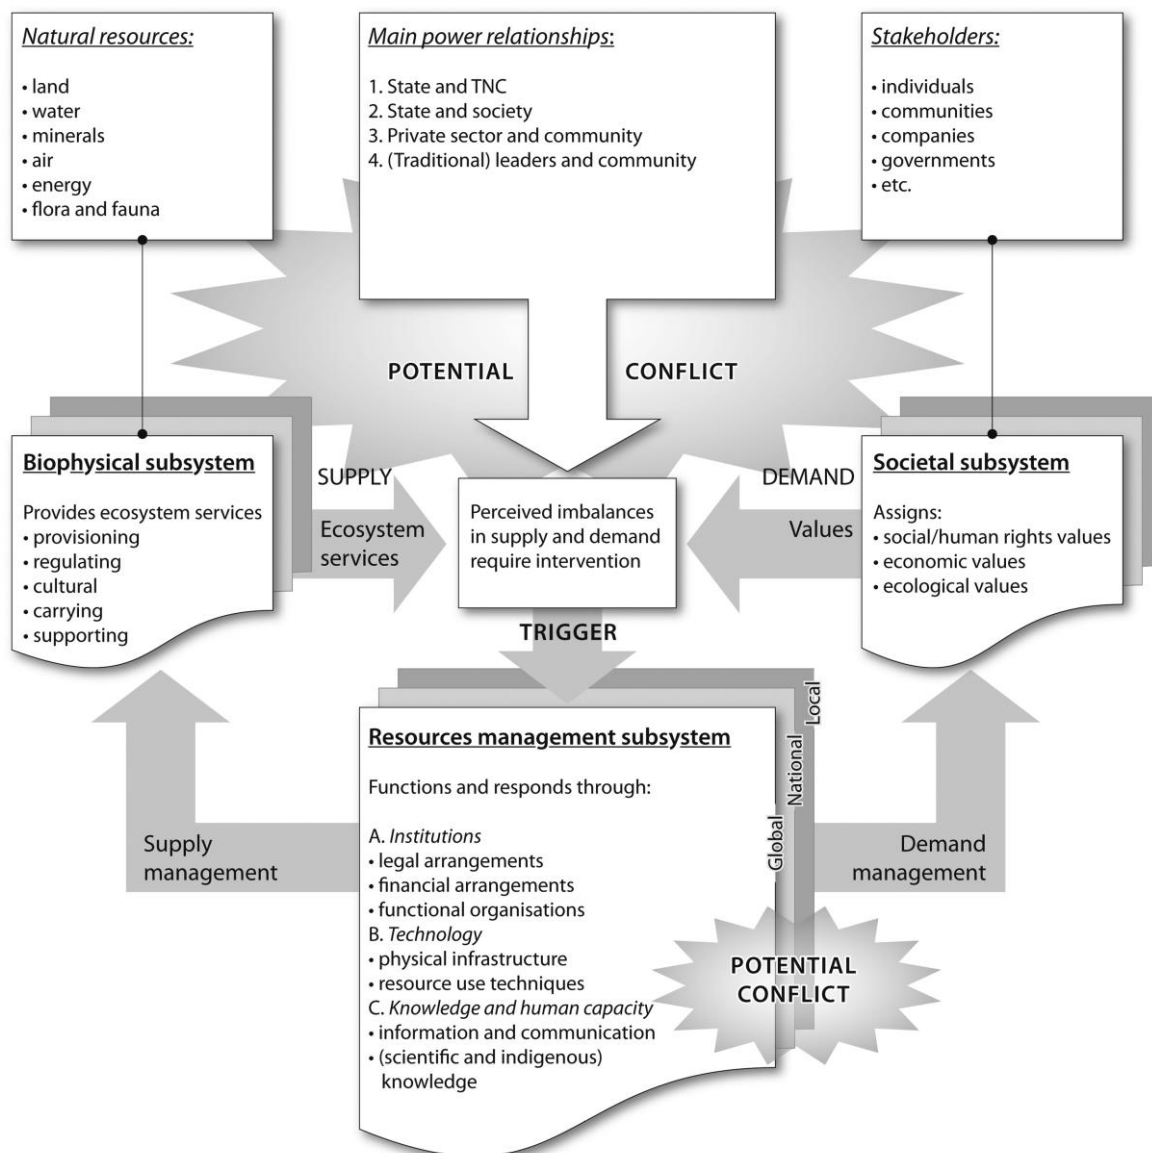 Natural resources:
• land
• water
• minerals
• air
• energy
• flora and fauna
Main power relationships:
1. State and TNC
2. State and society
3. Private sector and community
4. (Traditional) leaders and community
Stakeholders:
• individuals
• communities
• companies
• governments
• etc.
POTENTIAL CONFLICT
Biophysical subsystem
Provides ecosystem services
• provisioning
• regulating
• cultural
• carrying
• supporting
SUPPLY
Ecosystem
services
Perceived imbalances
in supply and demand
require intervention
DEMAND
Values
Societal subsystem
Assigns:
• social/human rights values
• economic values
• ecological values
TRIGGER
Resources management subsystem
Functions and responds through:
A. Institutions
• legal arrangements
• financial arrangements
• functional organisations
B. Technology
• physical infrastructure
• resource use techniques
C. Knowledge and human capacity
• information and communication
• (scientific and indigenous)
knowledge
Global
National
Local
Supply
management
Demand
management
POTENTIAL
CONFLICT